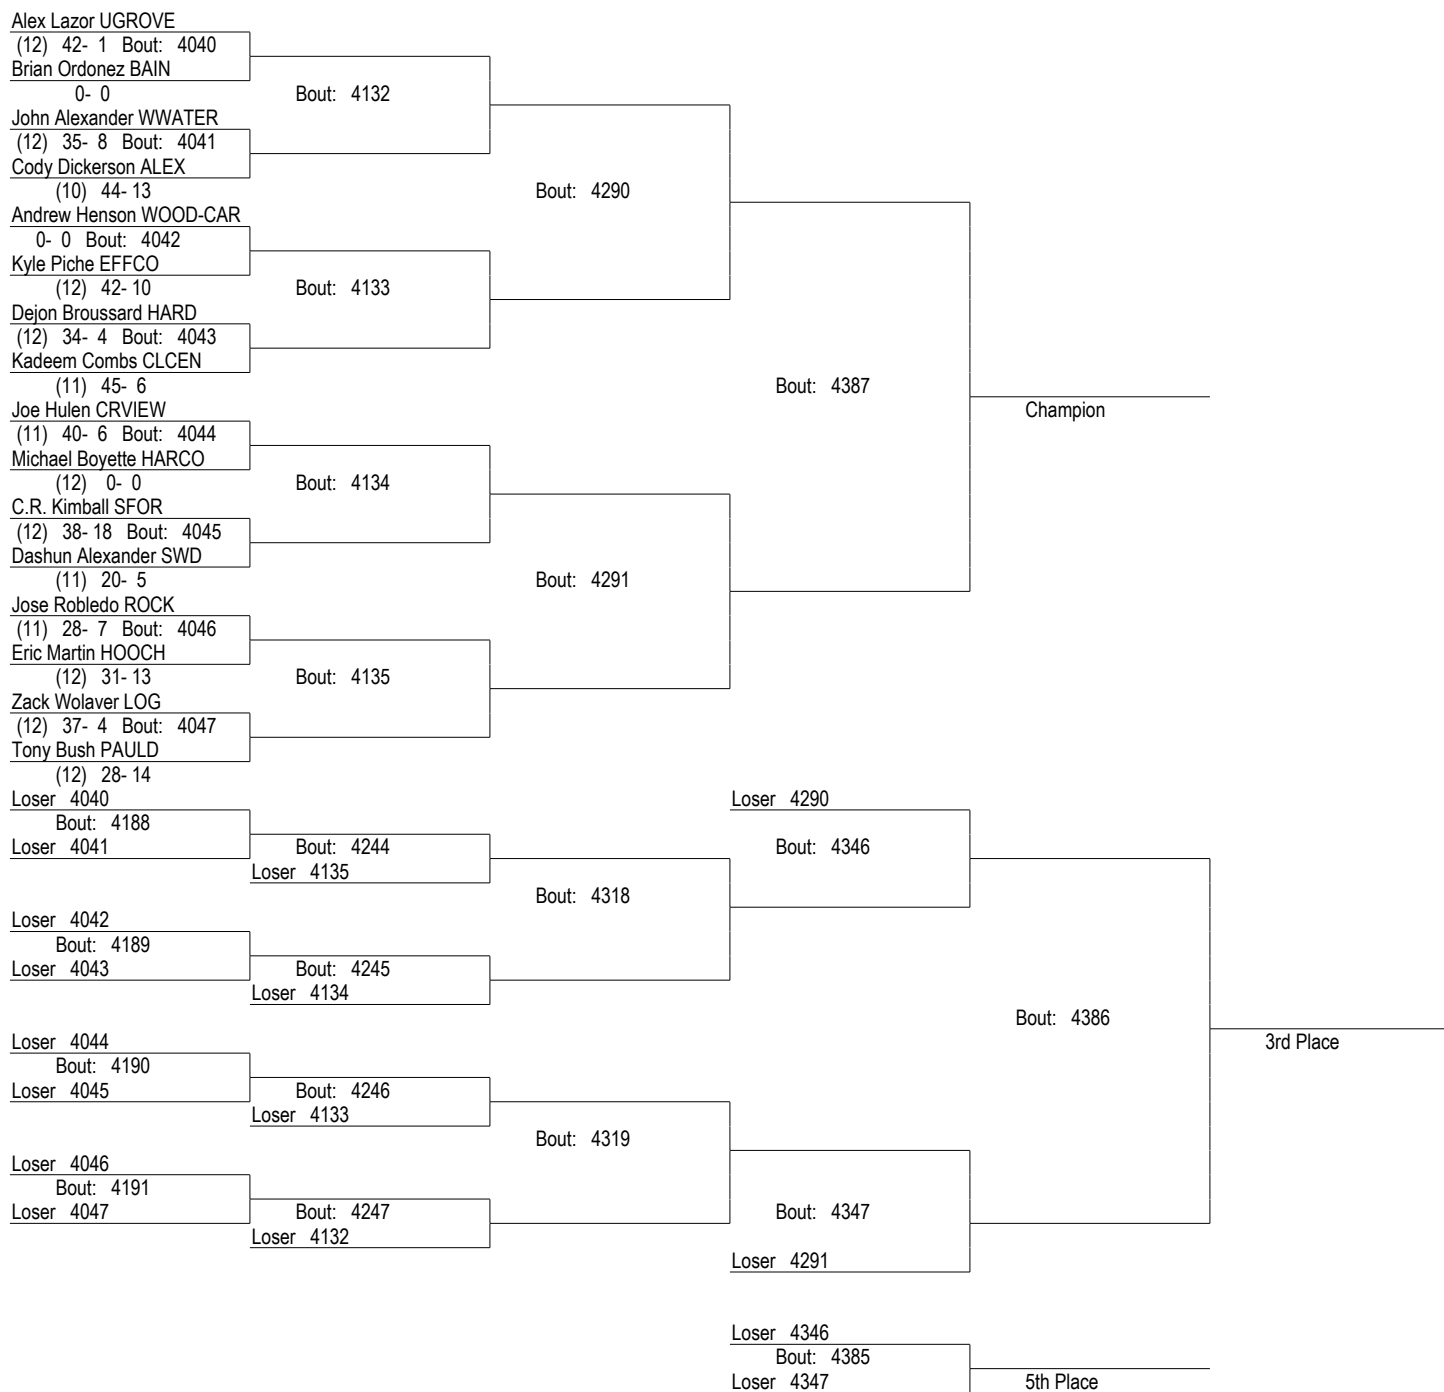 Alex Lazor UGROVE
(12) 42- 1 Bout: 4040
Brian Ordonez BAIN
0- 0
Bout: 4132
John Alexander WWATER
(12) 35- 8 Bout: 4041
Cody Dickerson ALEX
(10) 44- 13
Bout: 4290
Andrew Henson WOOD-CAR
0- 0 Bout: 4042
Kyle Piche EFFCO
(12) 42- 10
Bout: 4133
Dejon Broussard HARD
(12) 34- 4 Bout: 4043
Kadeem Combs CLCEN
(11) 45- 6
Bout: 4387
Champion
Joe Hulen CRVIEW
(11) 40- 6 Bout: 4044
Michael Boyette HARCO
(12) 0- 0
Bout: 4134
C.R. Kimball SFOR
(12) 38- 18 Bout: 4045
Dashun Alexander SWD
(11) 20- 5
Bout: 4291
Jose Robledo ROCK
(11) 28- 7 Bout: 4046
Eric Martin HOOCH
(12) 31- 13
Bout: 4135
Zack Wolaver LOG
(12) 37- 4 Bout: 4047
Tony Bush PAULD
(12) 28- 14
Loser 4040
Bout: 4188
Loser 4041
Bout: 4244
Loser 4135
Bout: 4318
Loser 4290
Bout: 4346
Loser 4042
Bout: 4189
Loser 4043
Bout: 4245
Loser 4134
Bout: 4386
3rd Place
Loser 4044
Bout: 4190
Loser 4045
Bout: 4246
Loser 4133
Bout: 4319
Loser 4046
Bout: 4191
Loser 4047
Bout: 4247
Loser 4132
Bout: 4347
Loser 4291
Loser 4346
Bout: 4385
Loser 4347
5th Place